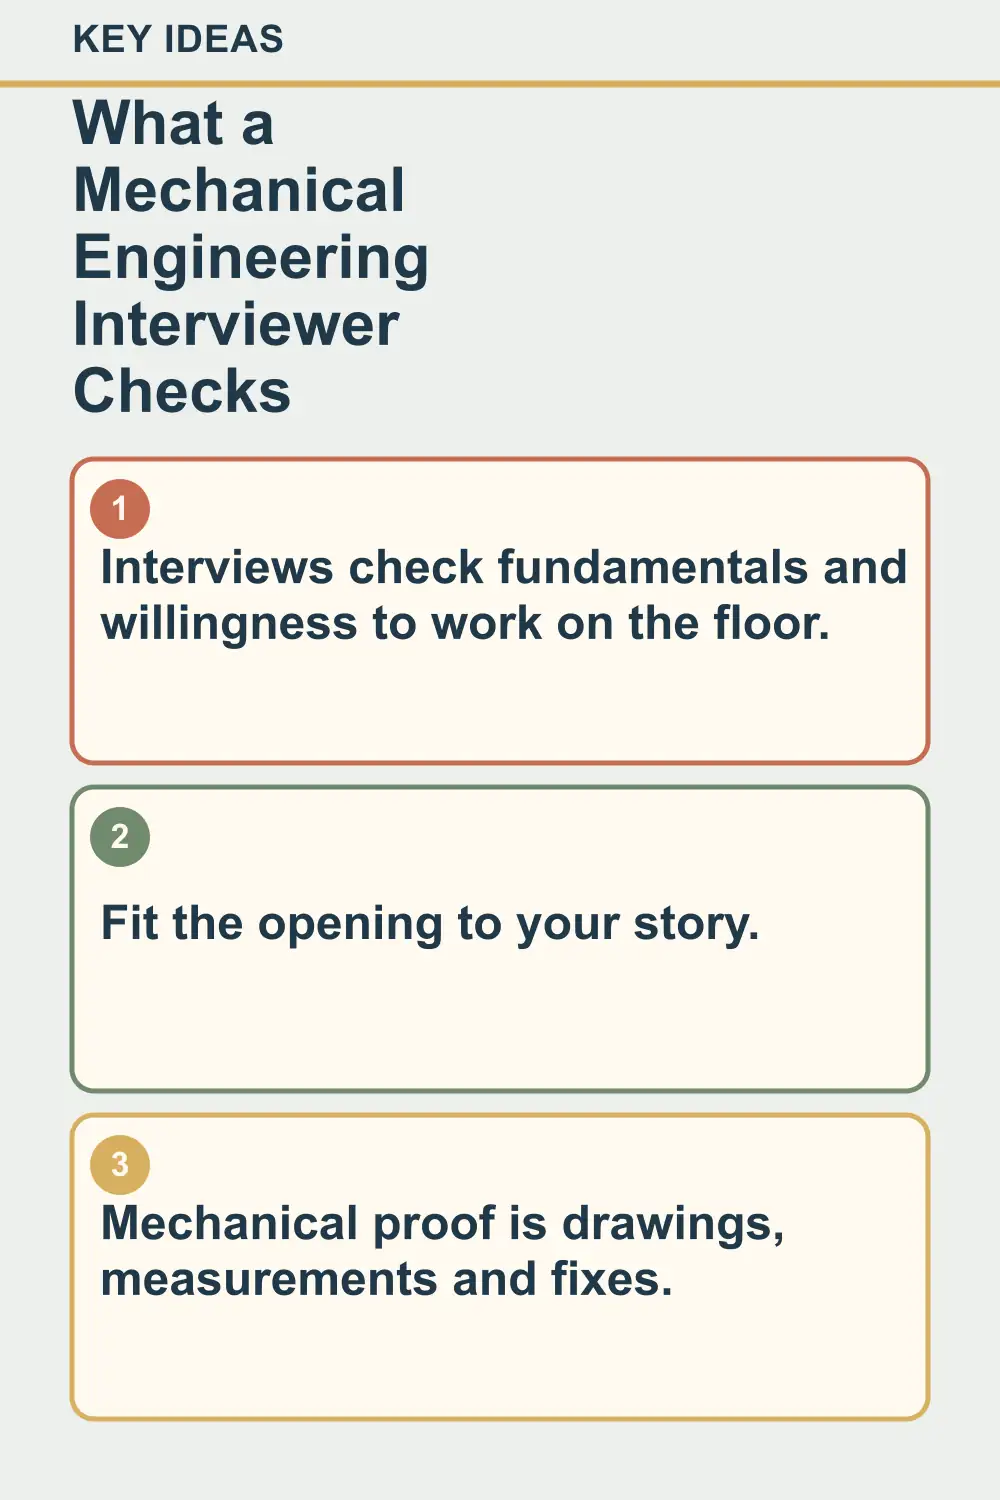 KEY IDEAS
What a
Mechanical
Engineering
Interviewer
Checks
1
Interviews check fundamentals and
willingness to work on the floor.
2
Fit the opening to your story.
3
Mechanical proof is drawings,
measurements and fixes.